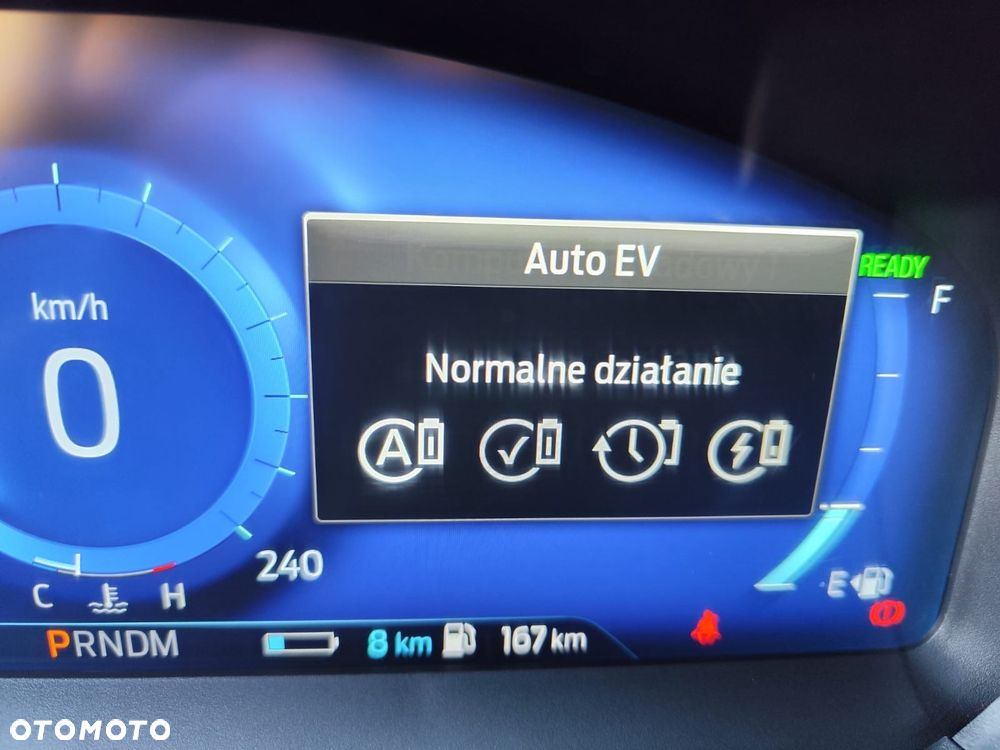 Auto EV
READY
F
km/h
0
Normalne działanie
A
240
C
H
E
PRNDM
8 km
167 km
OTOMOTO